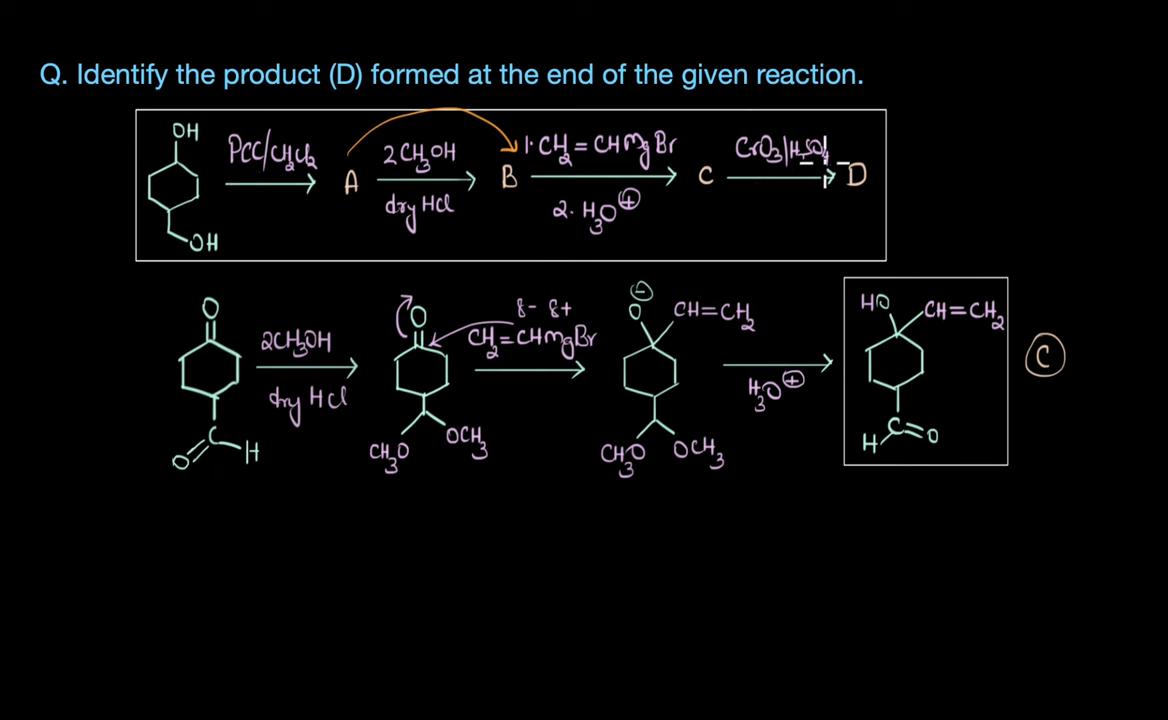 Q. Identify the product (D) formed at the end of the given reaction.
OH
PCC/CH2Cl2
2CH3OH
1. CH2=CHMgBr
CrO3|H2SO4
A
B
C
D
dry HCl
2. H3O⊕
OH
O
2CH3OH
O
δ- δ+
CH2=CHMgBr
⊖
O
CH=CH2
HO
CH=CH2
C
dry HCl
H3O⊕
O
C
H
CH3O
OCH3
CH3O
OCH3
H
C
O